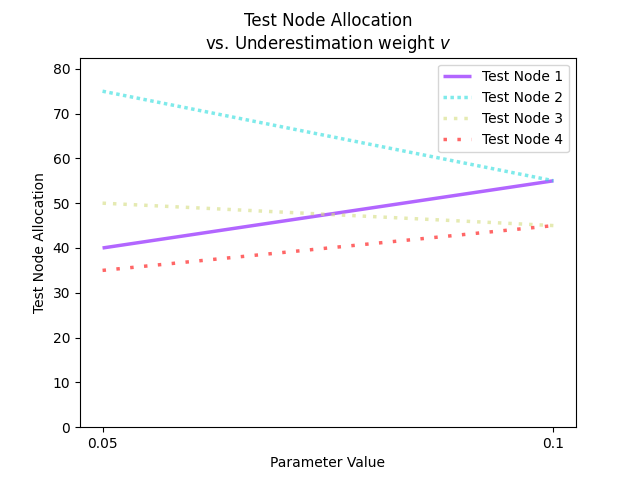 Test Node Allocation
vs. Underestimation weight v
Test Node 1
Test Node 2
Test Node 3
Test Node 4
Test Node Allocation
80
70
60
50
40
30
20
10
0
0.05
0.1
Parameter Value